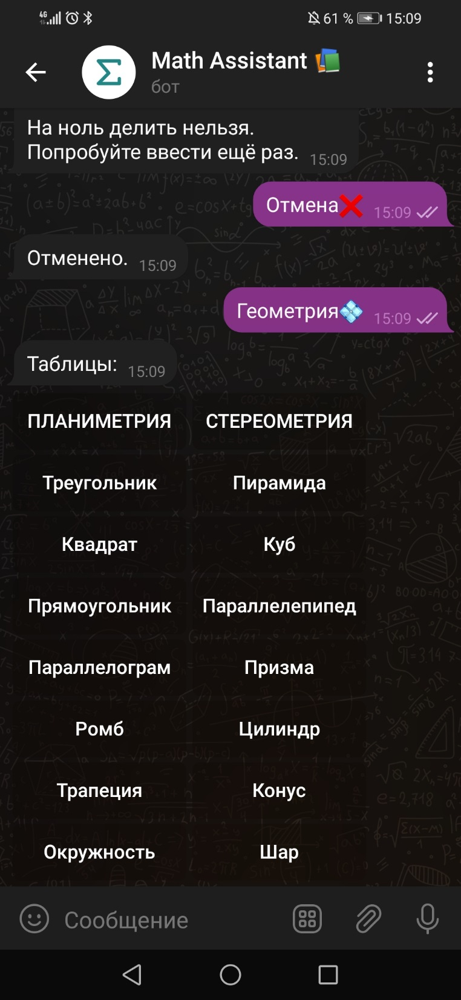 4G 61 % 15:09
Math Assistant
бот
На ноль делить нельзя.
Попробуйте ввести ещё раз. 15:09
Отмена❌ 15:09
Отменено. 15:09
Геометрия💠 15:09
Таблицы: 15:09
ПЛАНИМЕТРИЯ СТЕРЕОМЕТРИЯ
Треугольник Пирамида
Квадрат Куб
Прямоугольник Параллелепипед
Параллелограм Призма
Ромб Цилиндр
Трапеция Конус
Окружность Шар
Сообщение